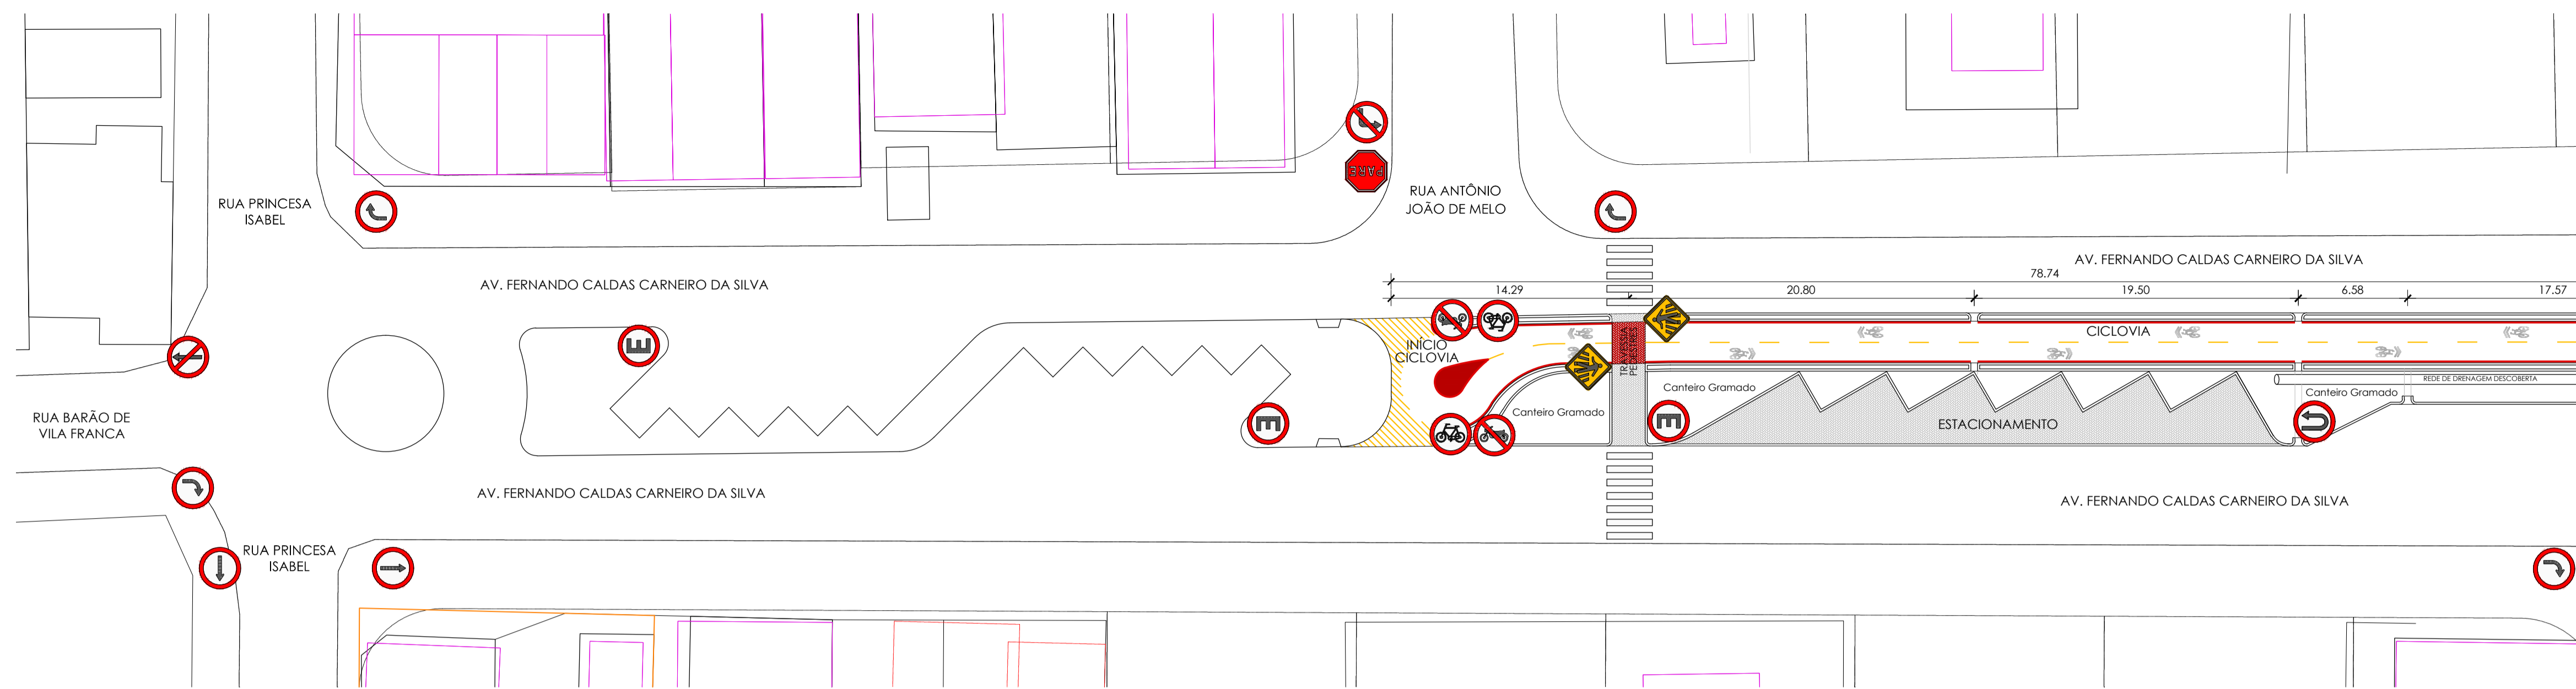 RUA PRINCESA
ISABEL
PARE
RUA ANTÔNIO
JOÃO DE MELO
AV. FERNANDO CALDAS CARNEIRO DA SILVA
AV. FERNANDO CALDAS CARNEIRO DA SILVA
78.74
14.29
20.80
19.50
6.58
17.57
INÍCIO
CICLOVIA
TRAVESSIA
PEDESTRES
CICLOVIA
E
E
E
Canteiro Gramado
Canteiro Gramado
Canteiro Gramado
REDE DE DRENAGEM DESCOBERTA
ESTACIONAMENTO
RUA BARÃO DE
VILA FRANCA
AV. FERNANDO CALDAS CARNEIRO DA SILVA
AV. FERNANDO CALDAS CARNEIRO DA SILVA
RUA PRINCESA
ISABEL